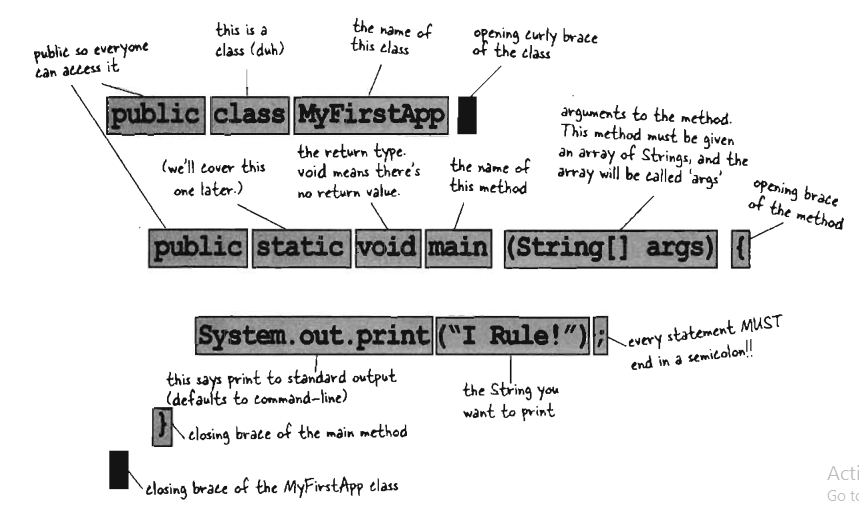 public so everyone
can access it
this is a
class (duh)
the name of
this class
opening curly brace
of the class
public class MyFirstApp
arguments to the method.
This method must be given
an array of Strings, and the
array will be called 'args'
(we'll cover this
one later.)
the return type.
void means there's
no return value.
the name of
this method
opening brace
of the method
public static void main (String[] args) {
System.out.print("I Rule!");
every statement MUST
end in a semicolon!!
this says print to standard output
(defaults to command-line)
the String you
want to print
}
closing brace of the main method
closing brace of the MyFirstApp class
Acti
Go to